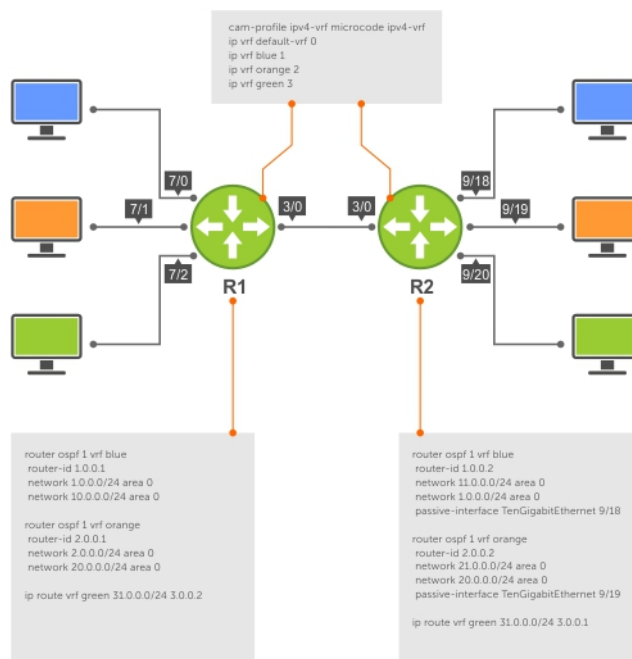 cam-profile ipv4-vrf microcode ipv4-vrf
ip vrf default-vrf 0
ip vrf blue 1
ip vrf orange 2
ip vrf green 3
7/0
9/18
7/1
3/0
3/0
9/19
7/2
9/20
R1
R2
router ospf 1 vrf blue
router-id 1.0.0.1
network 1.0.0.0/24 area 0
network 10.0.0.0/24 area 0
router ospf 1 vrf orange
router-id 2.0.0.1
network 2.0.0.0/24 area 0
network 20.0.0.0/24 area 0
ip route vrf green 31.0.0.0/24 3.0.0.2
router ospf 1 vrf blue
router-id 1.0.0.2
network 11.0.0.0/24 area 0
network 1.0.0.0/24 area 0
passive-interface TenGigabitEthernet 9/18
router ospf 1 vrf orange
router-id 2.0.0.2
network 21.0.0.0/24 area 0
network 20.0.0.0/24 area 0
passive-interface TenGigabitEthernet 9/19
ip route vrf green 31.0.0.0/24 3.0.0.1